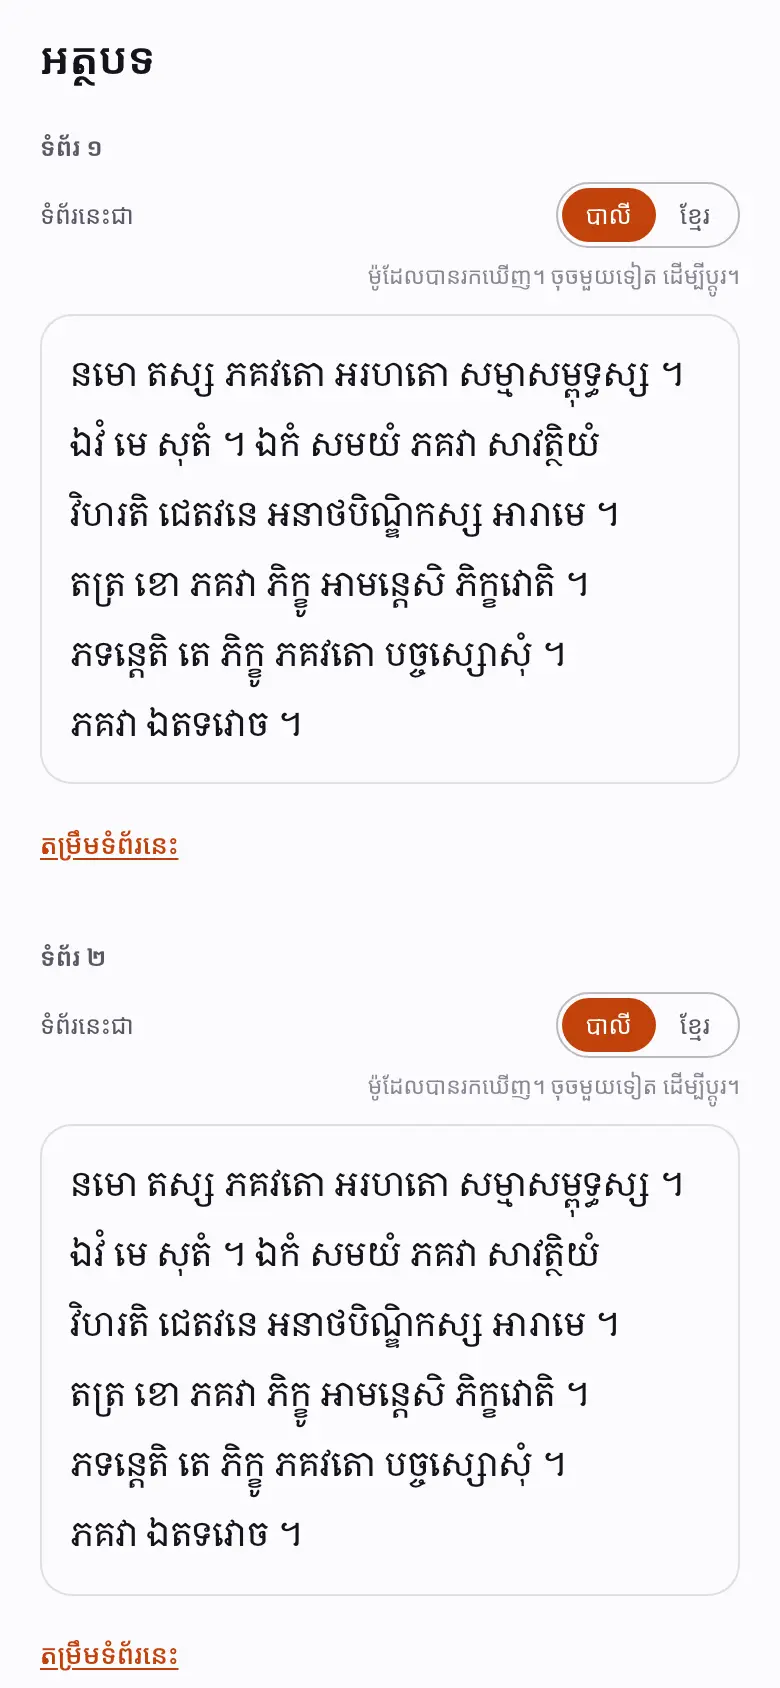 អត្ថបទ
ទំព័រ ១
ទំព័រនេះជា
បាលី ខ្មែរ
ម៉ូដែលបានរកឃើញ។ ចុចមួយទៀត ដើម្បីប្ដូរ។
នមោ តស្ស ភគវតោ អរហតោ សម្មាសម្ពុទ្ធស្ស ។
ឯវំ មេ សុតំ ។ ឯកំ សមយំ ភគវា សាវត្ថិយំ
វិហរតិ ជេតវនេ អនាថបិណ្ឌិកស្ស អារាមេ ។
តត្រ ខោ ភគវា ភិក្ខូ អាមន្តេសិ ភិក្ខវោតិ ។
ភទន្តេតិ តេ ភិក្ខូ ភគវតោ បច្ចស្សោសុំ ។
ភគវា ឯតទវោច ។
តម្រឹមទំព័រនេះ
ទំព័រ ២
ទំព័រនេះជា
បាលី ខ្មែរ
ម៉ូដែលបានរកឃើញ។ ចុចមួយទៀត ដើម្បីប្ដូរ។
នមោ តស្ស ភគវតោ អរហតោ សម្មាសម្ពុទ្ធស្ស ។
ឯវំ មេ សុតំ ។ ឯកំ សមយំ ភគវា សាវត្ថិយំ
វិហរតិ ជេតវនេ អនាថបិណ្ឌិកស្ស អារាមេ ។
តត្រ ខោ ភគវា ភិក្ខូ អាមន្តេសិ ភិក្ខវោតិ ។
ភទន្តេតិ តេ ភិក្ខូ ភគវតោ បច្ចស្សោសុំ ។
ភគវា ឯតទវោច ។
តម្រឹមទំព័រនេះ